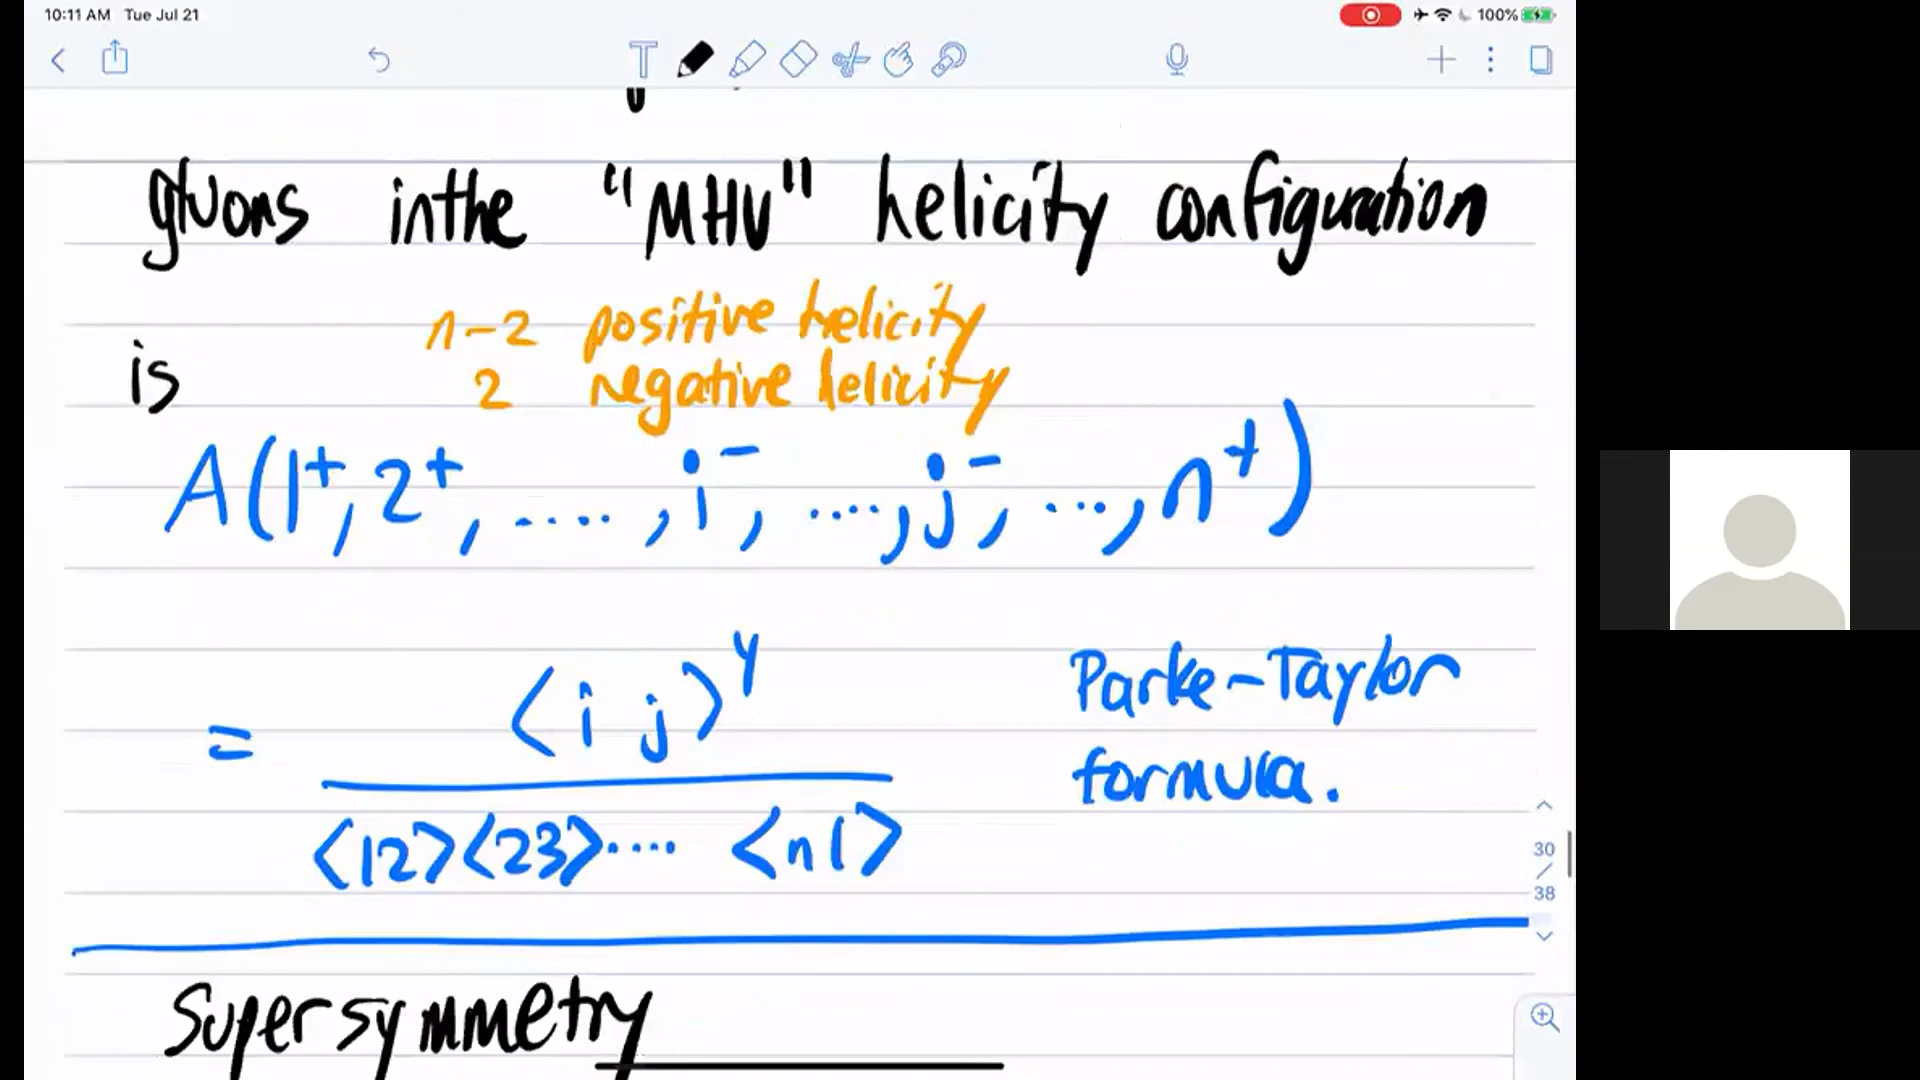 10:11 AM Tue Jul 21
100%
gluons in the "MHV" helicity configuration
n-2 positive helicity
is
2 negative helicity
A(1⁺, 2⁺, ....., i⁻, ...., j⁻, ..., n⁺)
⟨i j⟩⁴
=
⟨12⟩⟨23⟩.... ⟨n1⟩
Parke-Taylor
formula.
30
/
38
Supersymmetry